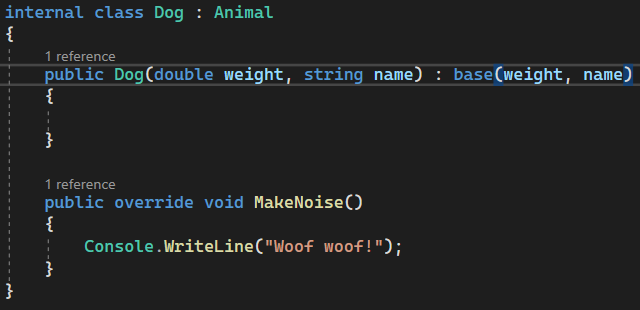 internal class Dog : Animal
{
1 reference
public Dog(double weight, string name) : base(weight, name)
{
}
1 reference
public override void MakeNoise()
{
Console.WriteLine("Woof woof!");
}
}